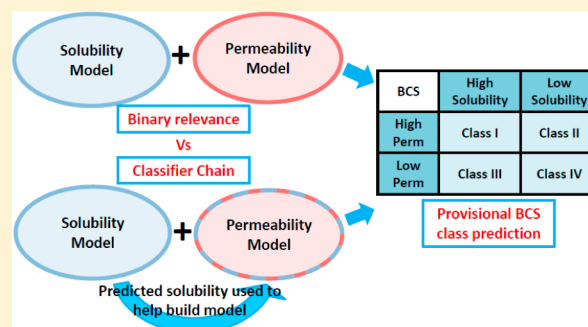 Solubility
Model
+
Permeability
Model
Binary relevance
Vs
Classifier Chain
Solubility
Model
+
Permeability
Model
Predicted solubility used to
help build model
BCS
High
Solubility
Low
Solubility
High
Perm
Class I
Class II
Low
Perm
Class III
Class IV
Provisional BCS
class prediction